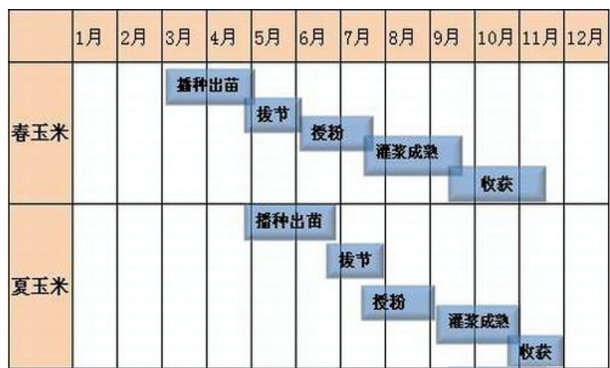 1月 2月 3月 4月 5月 6月 7月 8月 9月 10月 11月 12月
春玉米
播种出苗
拔节
授粉
灌浆成熟
收获
夏玉米
播种出苗
拔节
授粉
灌浆成熟
收获